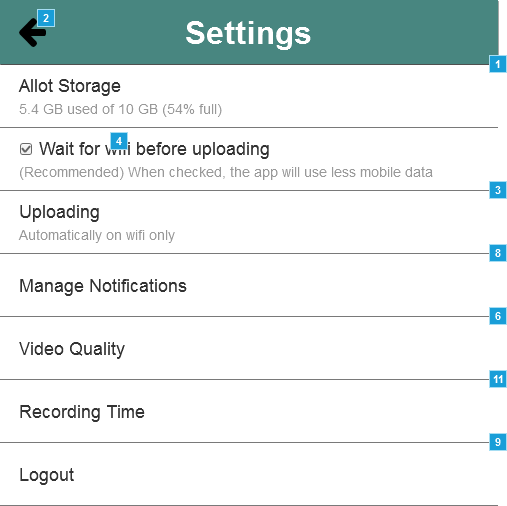 2
Settings
1
Allot Storage
5.4 GB used of 10 GB (54% full)
4
Wait for wifi before uploading
(Recommended) When checked, the app will use less mobile data
3
Uploading
Automatically on wifi only
8
Manage Notifications
6
Video Quality
11
Recording Time
9
Logout